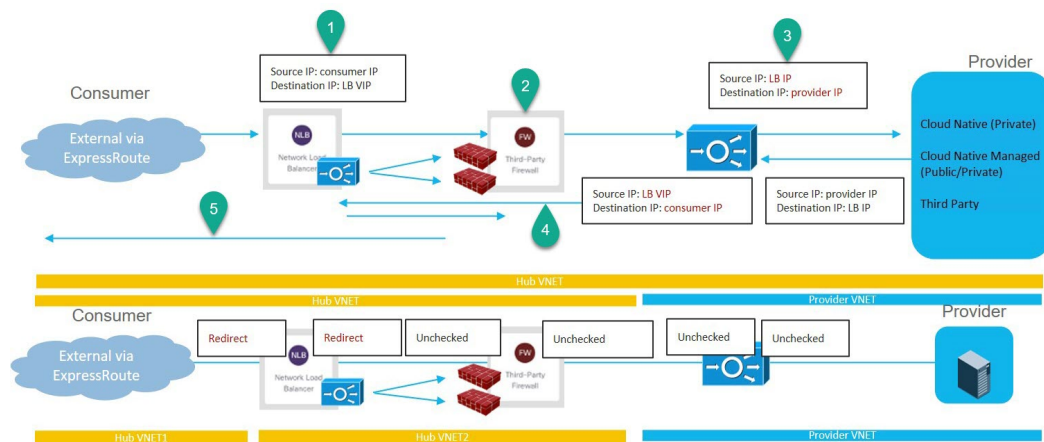 1
3
Source IP: consumer IP
Destination IP: LB VIP
Source IP: LB IP
Destination IP: provider IP
Provider
Consumer
2
External via
ExpressRoute
NLB
Network Load
Balancer
FW
Third-Party
Firewall
Cloud Native (Private)
Cloud Native Managed
(Public/Private)
Third Party
Source IP: LB VIP
Destination IP: consumer IP
Source IP: provider IP
Destination IP: LB IP
5
4
Hub VNET
Hub VNET
Provider VNET
Consumer
Provider
External via
ExpressRoute
Redirect
Redirect
Unchecked
Unchecked
Unchecked
Unchecked
NLB
Network Load
Balancer
FW
Third-Party
Firewall
Hub VNET1
Hub VNET2
Provider VNET